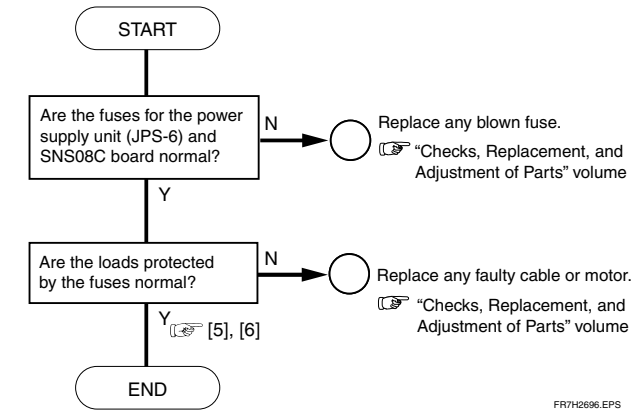 START
Are the fuses for the power
supply unit (JPS-6) and
SNS08C board normal?
N
Replace any blown fuse.
“Checks, Replacement, and
Adjustment of Parts” volume
Y
Are the loads protected
by the fuses normal?
N
Replace any faulty cable or motor.
“Checks, Replacement, and
Adjustment of Parts” volume
Y
[5], [6]
END
FR7H2696.EPS